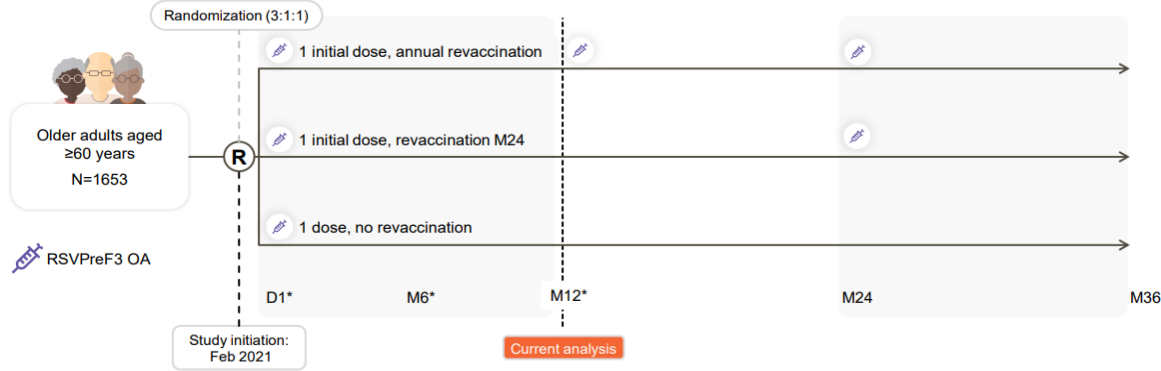 Randomization (3:1:1)
1 initial dose, annual revaccination
Older adults aged
≥60 years
N=1653
R
1 initial dose, revaccination M24
1 dose, no revaccination
RSVPreF3 OA
D1*
M6*
M12*
M24
M36
Study initiation:
Feb 2021
Current analysis